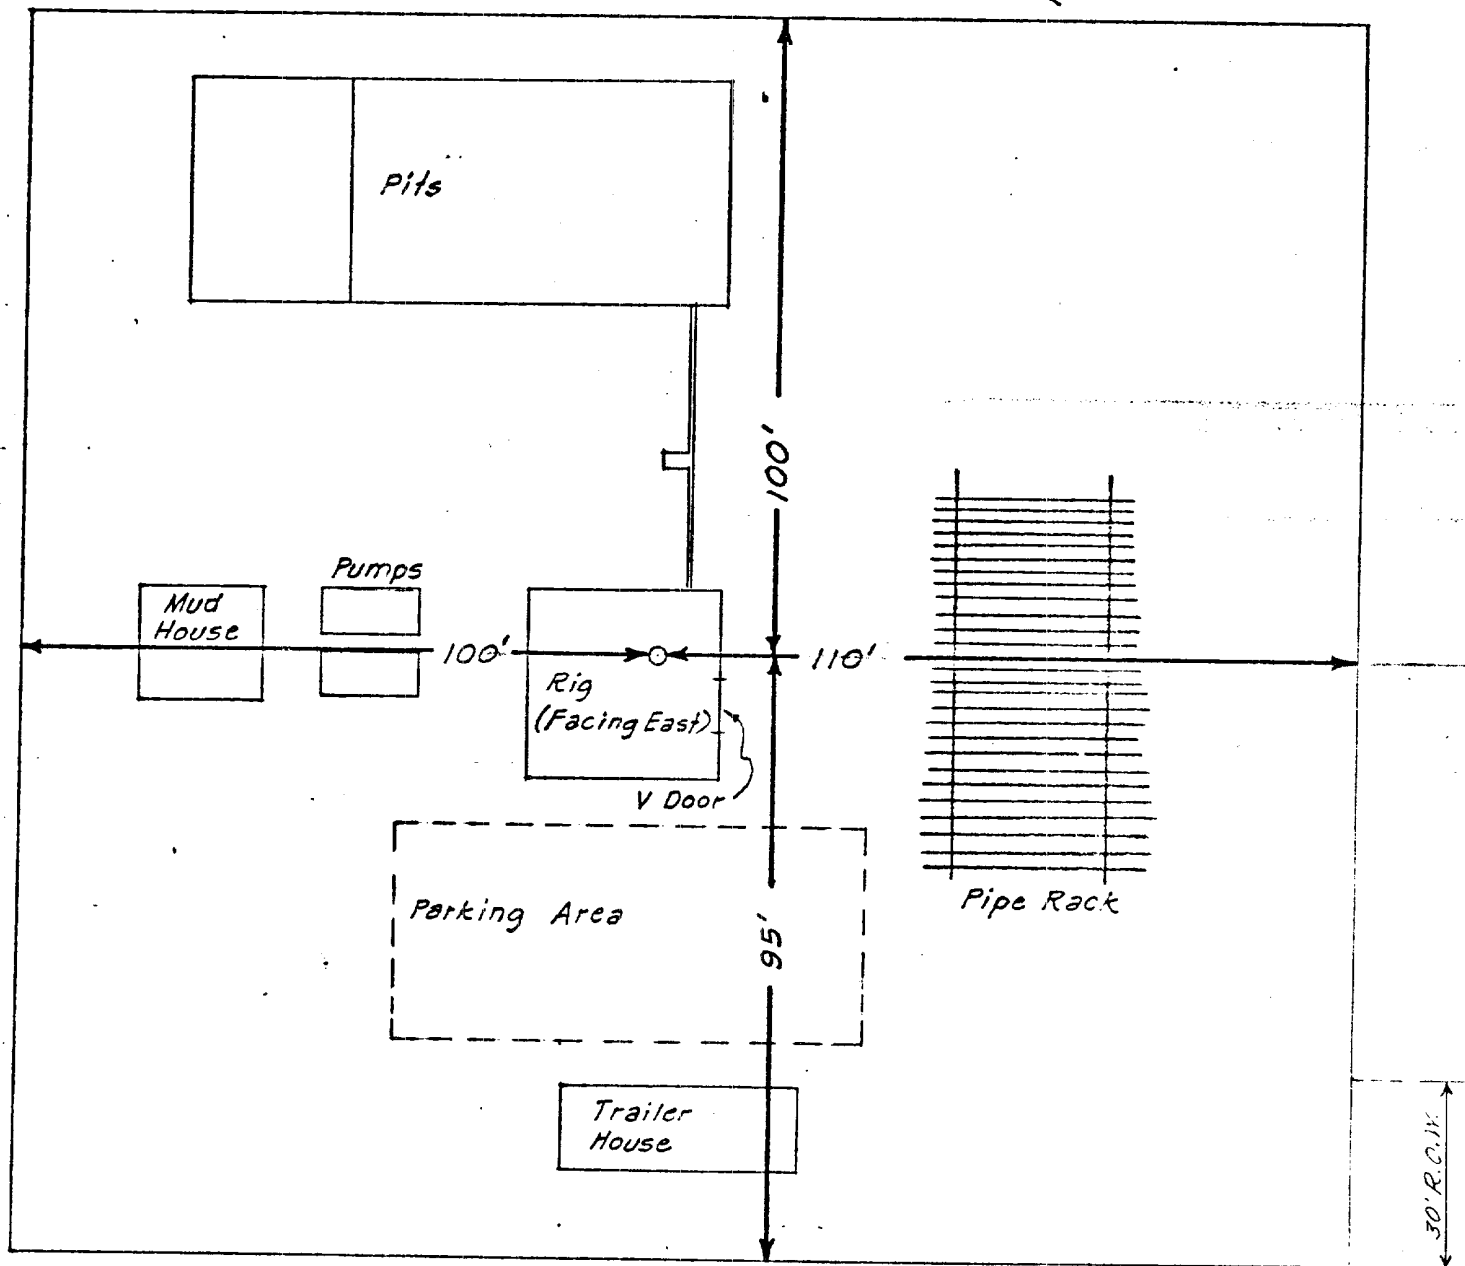 Pits
100'
Pumps
Mud
House
100'
110'
Rig
(Facing East)
V Door
Parking Area
95'
Pipe Rack
Trailer
House
30' R.O.W.